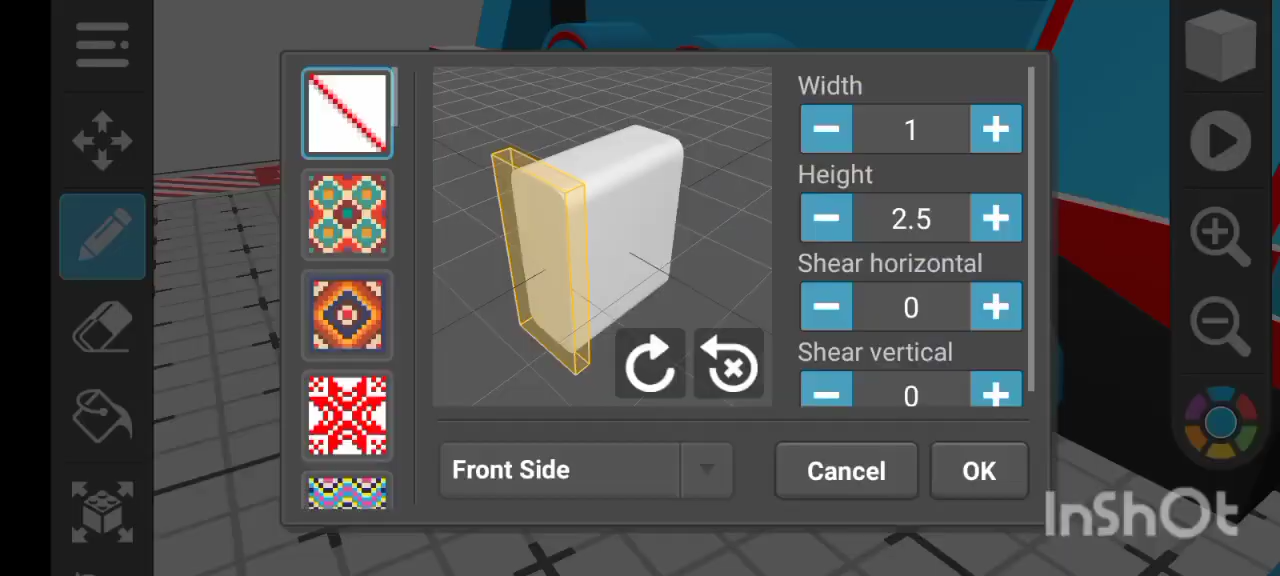 Width
1
Height
2.5
Shear horizontal
0
Shear vertical
0
Front Side
Cancel
OK
InShOt